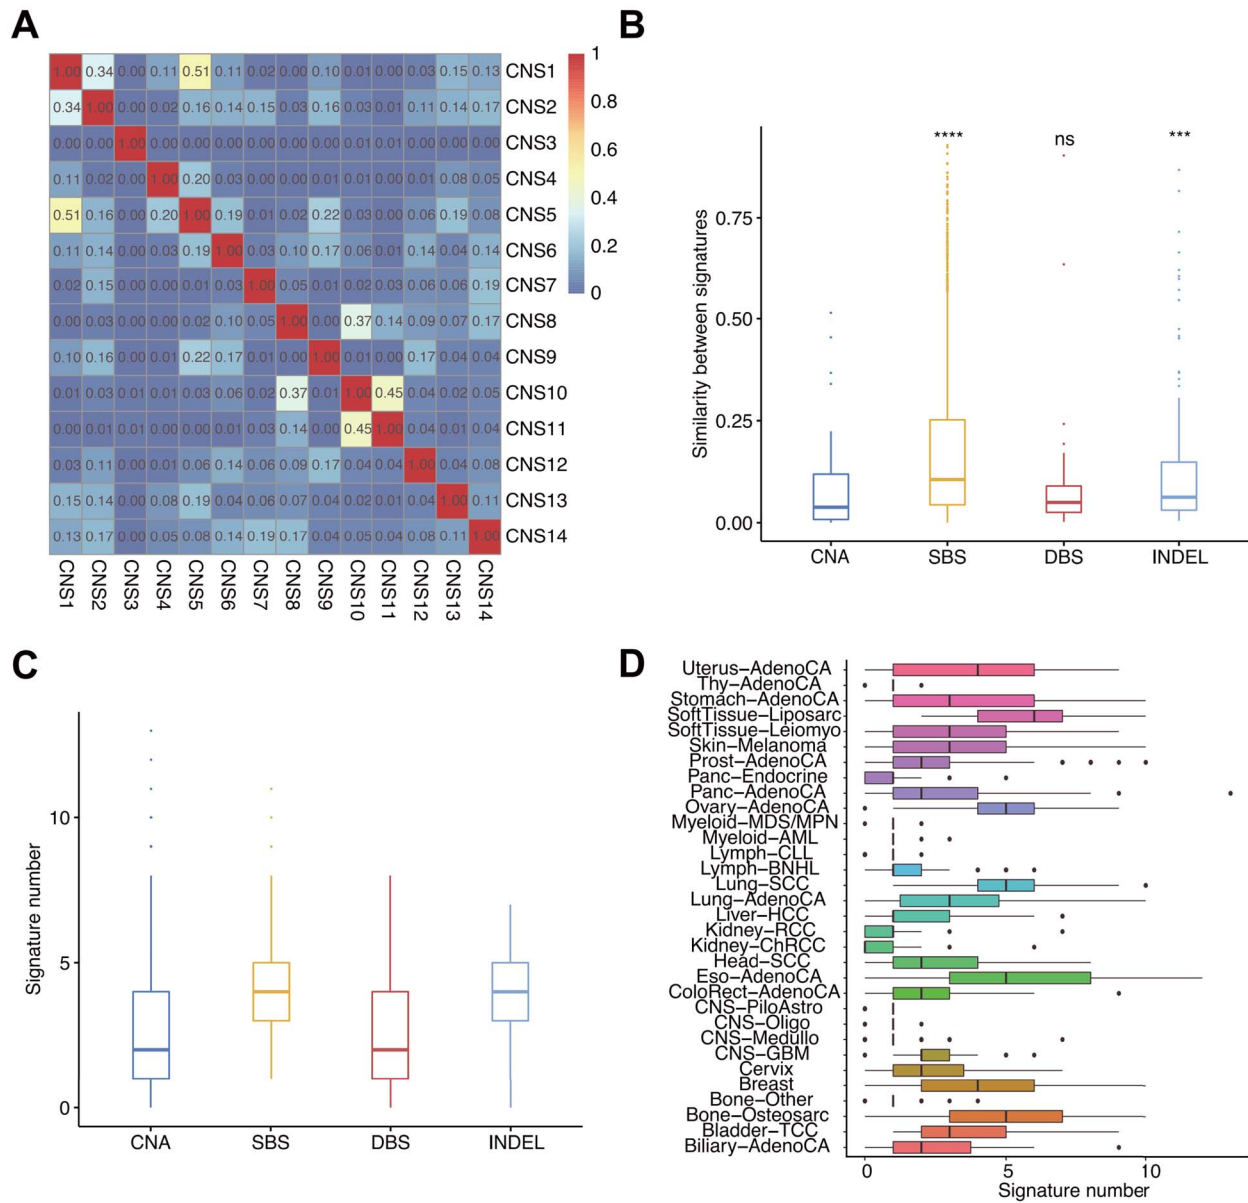 A
1.00 0.34 0.00 0.11 0.51 0.11 0.02 0.00 0.10 0.01 0.00 0.03 0.15 0.13 CNS1
0.34 1.00 0.00 0.02 0.16 0.14 0.15 0.03 0.16 0.03 0.01 0.11 0.14 0.17 CNS2
0.00 0.00 1.00 0.00 0.00 0.00 0.00 0.00 0.00 0.01 0.01 0.00 0.00 0.00 CNS3
0.11 0.02 0.00 1.00 0.20 0.03 0.00 0.00 0.01 0.01 0.00 0.01 0.08 0.05 CNS4
0.51 0.16 0.00 0.20 1.00 0.19 0.01 0.02 0.22 0.03 0.00 0.06 0.19 0.08 CNS5
0.11 0.14 0.00 0.03 0.19 1.00 0.03 0.10 0.17 0.06 0.01 0.14 0.04 0.14 CNS6
0.02 0.15 0.00 0.00 0.01 0.03 1.00 0.05 0.01 0.02 0.03 0.06 0.06 0.19 CNS7
0.00 0.03 0.00 0.00 0.02 0.10 0.05 1.00 0.00 0.37 0.14 0.09 0.07 0.17 CNS8
0.10 0.16 0.00 0.01 0.22 0.17 0.01 0.00 1.00 0.01 0.00 0.17 0.04 0.04 CNS9
0.01 0.03 0.01 0.01 0.03 0.06 0.02 0.37 0.01 1.00 0.45 0.04 0.02 0.05 CNS10
0.00 0.01 0.01 0.00 0.00 0.01 0.03 0.14 0.00 0.45 1.00 0.04 0.01 0.04 CNS11
0.03 0.11 0.00 0.01 0.06 0.14 0.06 0.09 0.17 0.04 0.04 1.00 0.04 0.08 CNS12
0.15 0.14 0.00 0.08 0.19 0.04 0.06 0.07 0.04 0.02 0.01 0.04 1.00 0.11 CNS13
0.13 0.17 0.00 0.05 0.08 0.14 0.19 0.17 0.04 0.05 0.04 0.08 0.11 1.00 CNS14
CNS1 CNS2 CNS3 CNS4 CNS5 CNS6 CNS7 CNS8 CNS9 CNS10 CNS11 CNS12 CNS13 CNS14
1
0.8
0.6
0.4
0.2
0
B
**** ns ***
Similarity between signatures
0.75
0.50
0.25
0.00
CNA SBS DBS INDEL
C
Signature number
10
5
0
CNA SBS DBS INDEL
D
Uterus–AdenoCA
Thy–AdenoCA
Stomach–AdenoCA
SoftTissue–Liposarc
SoftTissue–Leiomyo
Skin–Melanoma
Prost–AdenoCA
Panc–Endocrine
Panc–AdenoCA
Ovary–AdenoCA
Myeloid–MDS/MPN
Myeloid–AML
Lymph–CLL
Lymph–BNHL
Lung–SCC
Lung–AdenoCA
Liver–HCC
Kidney–RCC
Kidney–ChRCC
Head–SCC
Eso–AdenoCA
ColoRect–AdenoCA
CNS–PiloAstro
CNS–Oligo
CNS–Medullo
CNS–GBM
Cervix
Breast
Bone–Other
Bone–Osteosarc
Bladder–TCC
Biliary–AdenoCA
0 5 10
Signature number